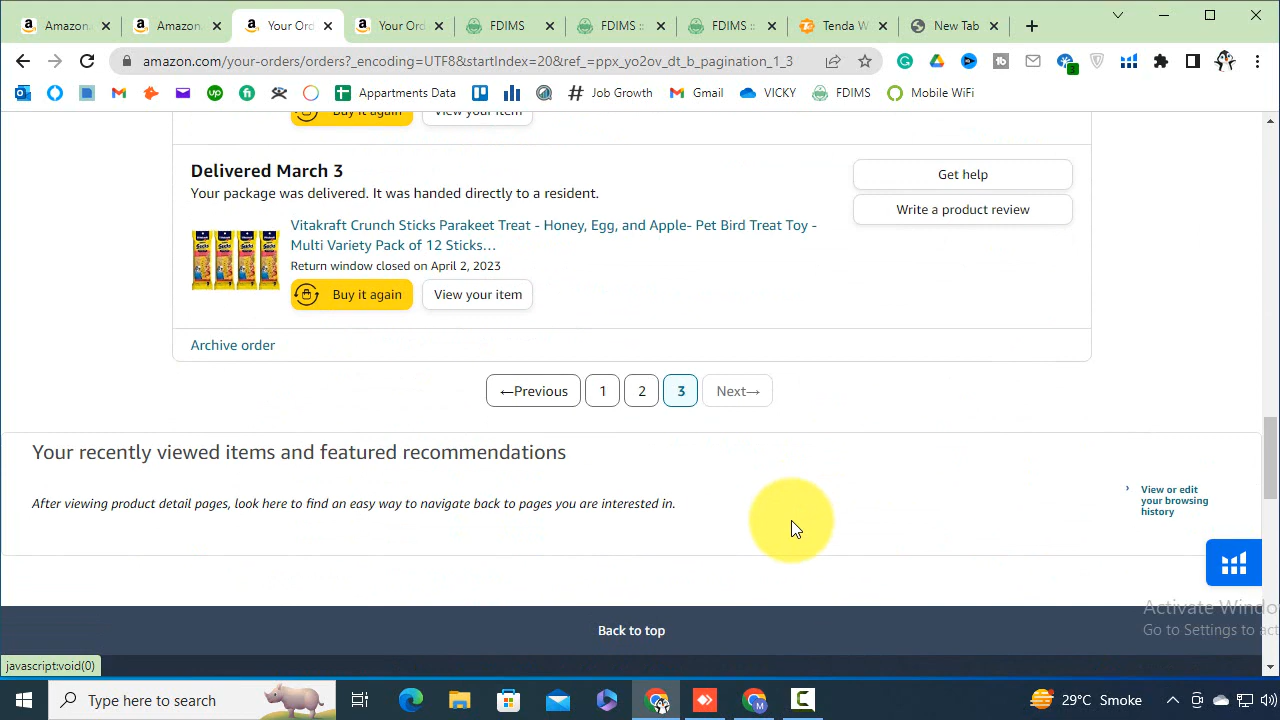 Amazon
Amazon.
Your Ord
Your Ord
FDIMS
FDIMS ::
FDIMS ::
Tenda W
New Tab
amazon.com/your-orders/orders?_encoding=UTF8&startIndex=20&ref_=ppx_yo2ov_dt_b_pagination_1_3
Appartments Data
Job Growth
Gmail
VICKY
FDIMS
Mobile WiFi
Buy it again
View your item
Delivered March 3
Your package was delivered. It was handed directly to a resident.
Get help
Write a product review
Vitakraft Crunch Sticks Parakeet Treat - Honey, Egg, and Apple- Pet Bird Treat Toy -
Multi Variety Pack of 12 Sticks…
Return window closed on April 2, 2023
Buy it again
View your item
Archive order
←Previous
1
2
3
Next→
Your recently viewed items and featured recommendations
After viewing product detail pages, look here to find an easy way to navigate back to pages you are interested in.
› View or edit
your browsing
history
Activate Windo
Go to Settings to act
Back to top
javascript:void(0)
Type here to search
29°C Smoke